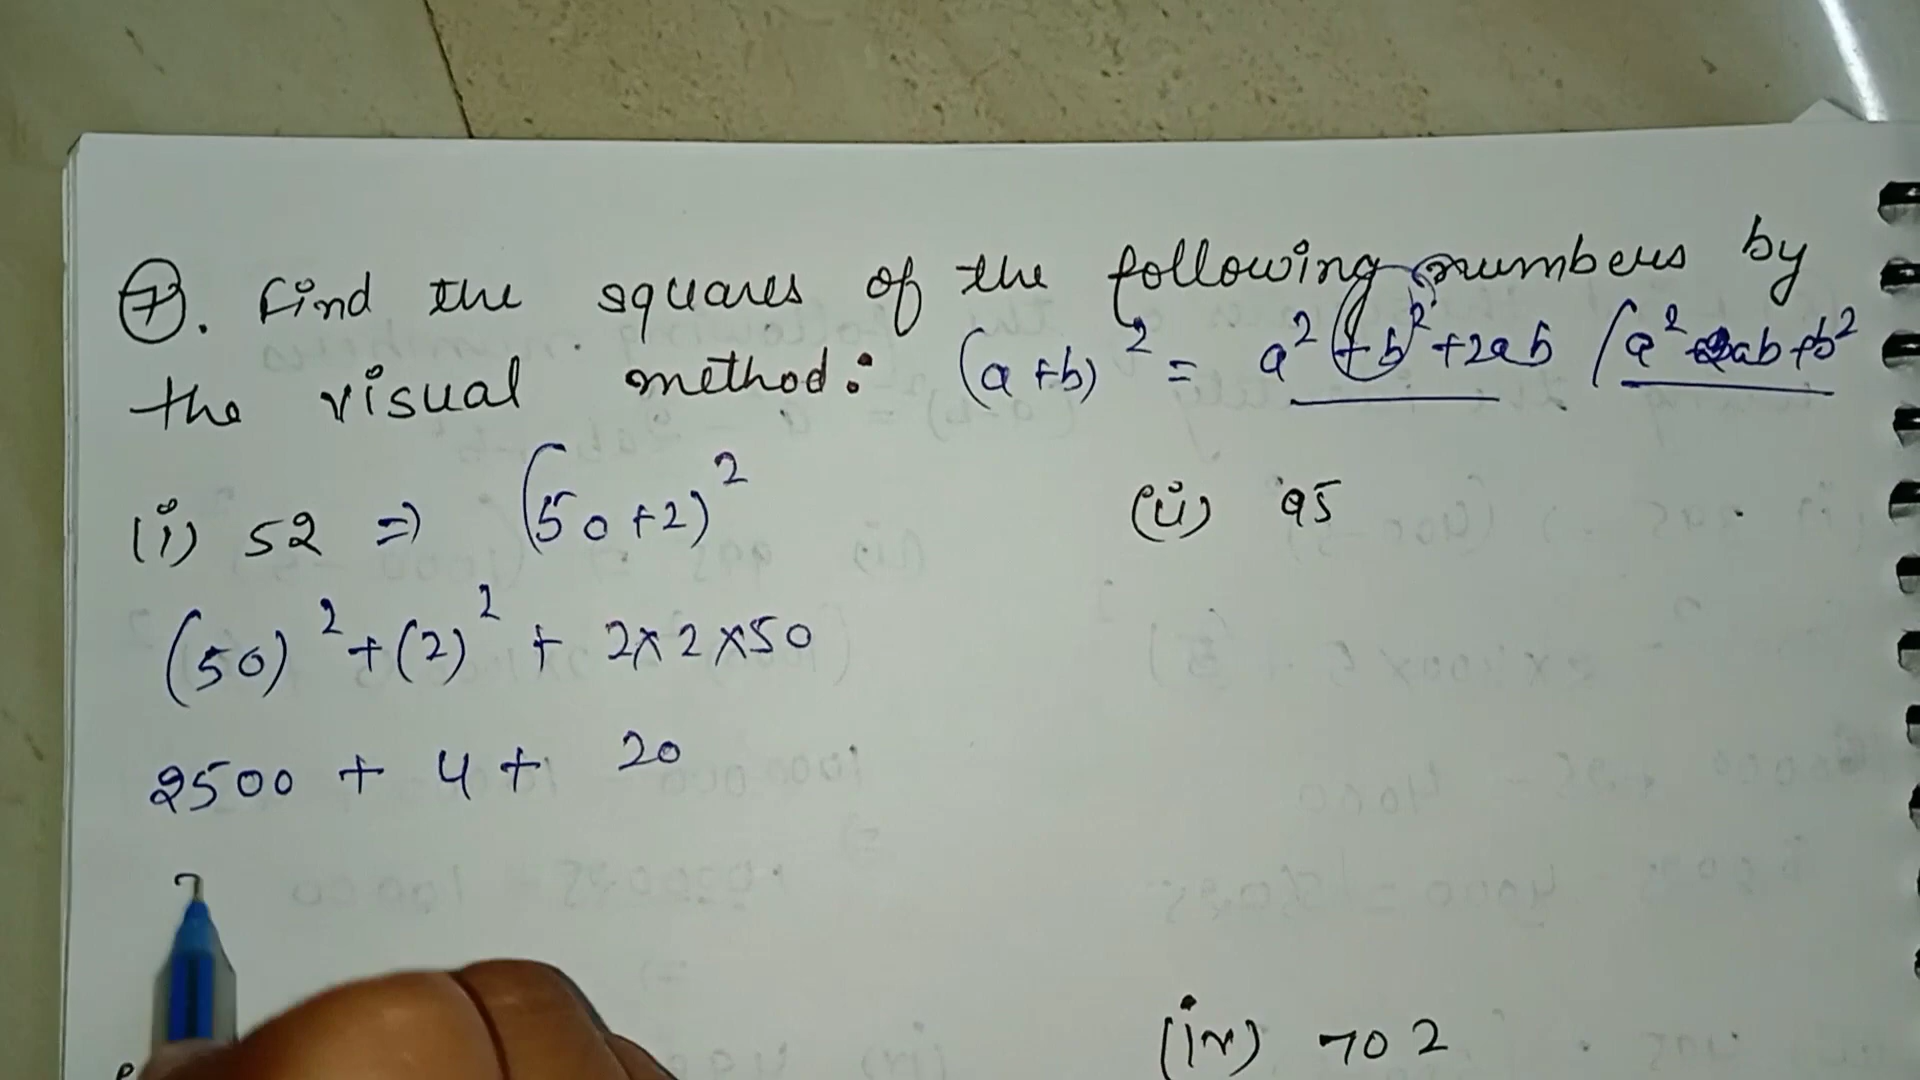 7. Find the squares of the following numbers by
the visual method: (a+b)² = a²+b²+2ab / a²+2ab+b²
(i) 52 ⇒ (50+2)²
(ii) 95
(50)² + (2)² + 2×2×50
2500 + 4 + 20
(iv) 702